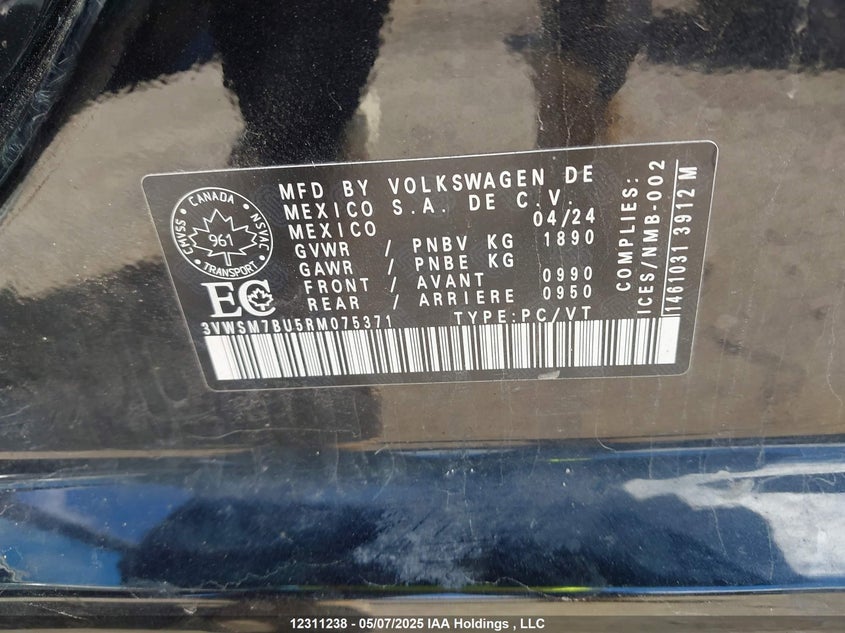 CANADA
CMVSS
NSVAC
961
TRANSPORT
EC
MFD BY VOLKSWAGEN DE
MEXICO S.A. DE C.V.
MEXICO 04/24
GVWR / PNBV KG 1890
GAWR / PNBE KG
FRONT / AVANT 0990
REAR / ARRIERE 0950
3VWSM7BU5RM075371 TYPE:PC/VT
COMPLIES:
ICES/NMB-002
1461031 3912 M
12311238 - 05/07/2025 IAA Holdings , LLC